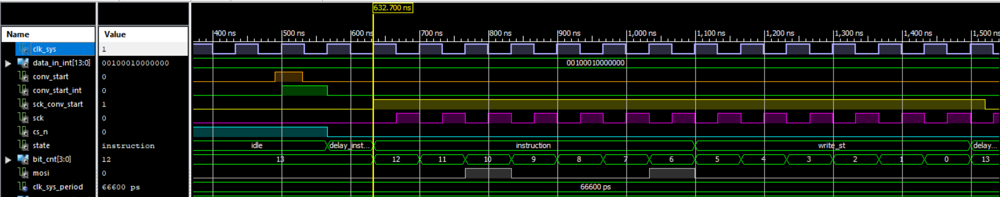 632.700 ns
Name Value
400 ns 500 ns 600 ns 700 ns 800 ns 900 ns 1,000 ns 1,100 ns 1,200 ns 1,300 ns 1,400 ns 1,500 ns
clk_sys 1
data_in_int[13:0] 00100010000000 00100010000000
conv_start 0
conv_start_int 0
sck_conv_start 1
sck 0
cs_n 0
state instruction idle delay_inst... instruction write_st delay...
bit_cnt[3:0] 12 13 12 11 10 9 8 7 6 5 4 3 2 1 0 13
mosi 0
clk_sys_period 66600 ps 66600 ps